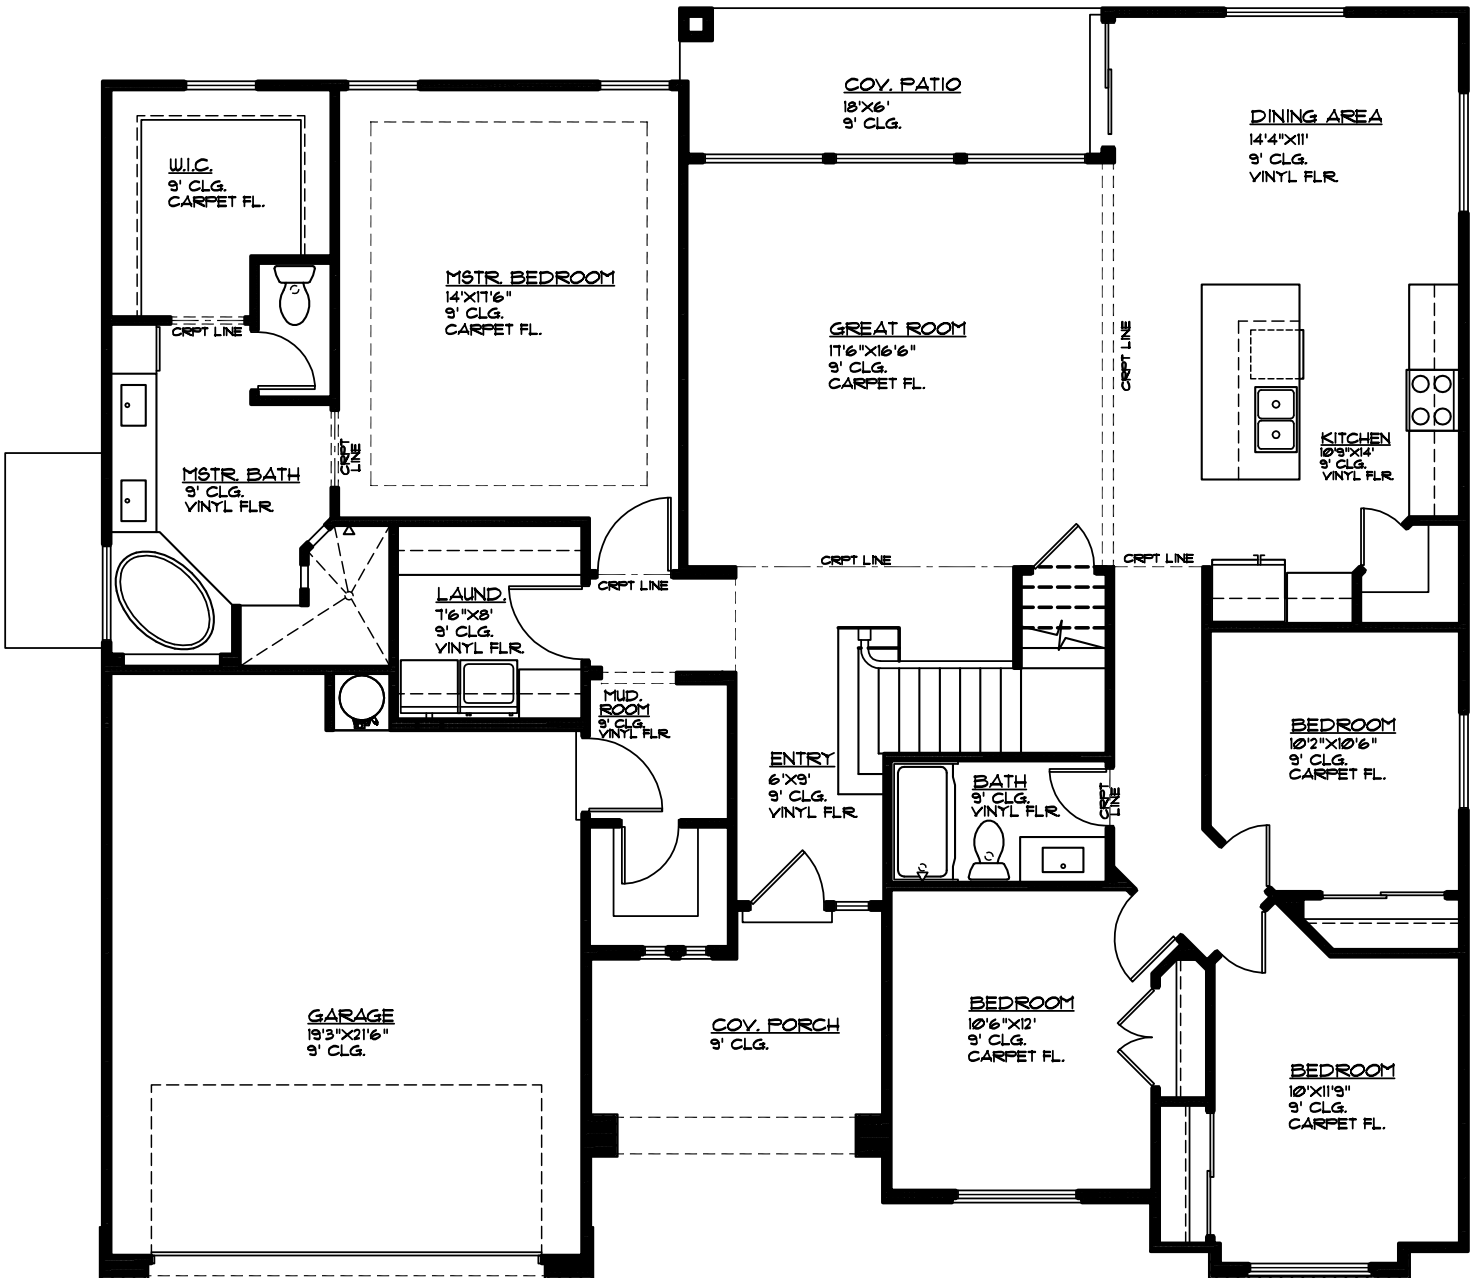 COV. PATIO
18'X6'
9' CLG.
DINING AREA
14'4"X11'
9' CLG.
VINYL FLR.
W.I.C.
9' CLG.
CARPET FL.
MSTR. BEDROOM
14'X17'6"
9' CLG.
CARPET FL.
CRPT LINE
GREAT ROOM
17'6"X16'6"
9' CLG.
CARPET FL.
CRPT LINE
KITCHEN
10'9"X14'
9' CLG.
VINYL FLR.
CRPT
LINE
MSTR. BATH
9' CLG.
VINYL FLR.
CRPT LINE
CRPT LINE
CRPT LINE
LAUND.
7'6"X8'
9' CLG.
VINYL FLR.
MUD.
ROOM
9' CLG.
VINYL FLR.
ENTRY
6'X9'
9' CLG.
VINYL FLR.
BATH
9' CLG.
VINYL FLR.
CRPT
LINE
BEDROOM
10'2"X10'6"
9' CLG.
CARPET FL.
GARAGE
19'3"X21'6"
9' CLG.
COV. PORCH
9' CLG.
BEDROOM
10'6"X12'
9' CLG.
CARPET FL.
BEDROOM
10'X11'9"
9' CLG.
CARPET FL.